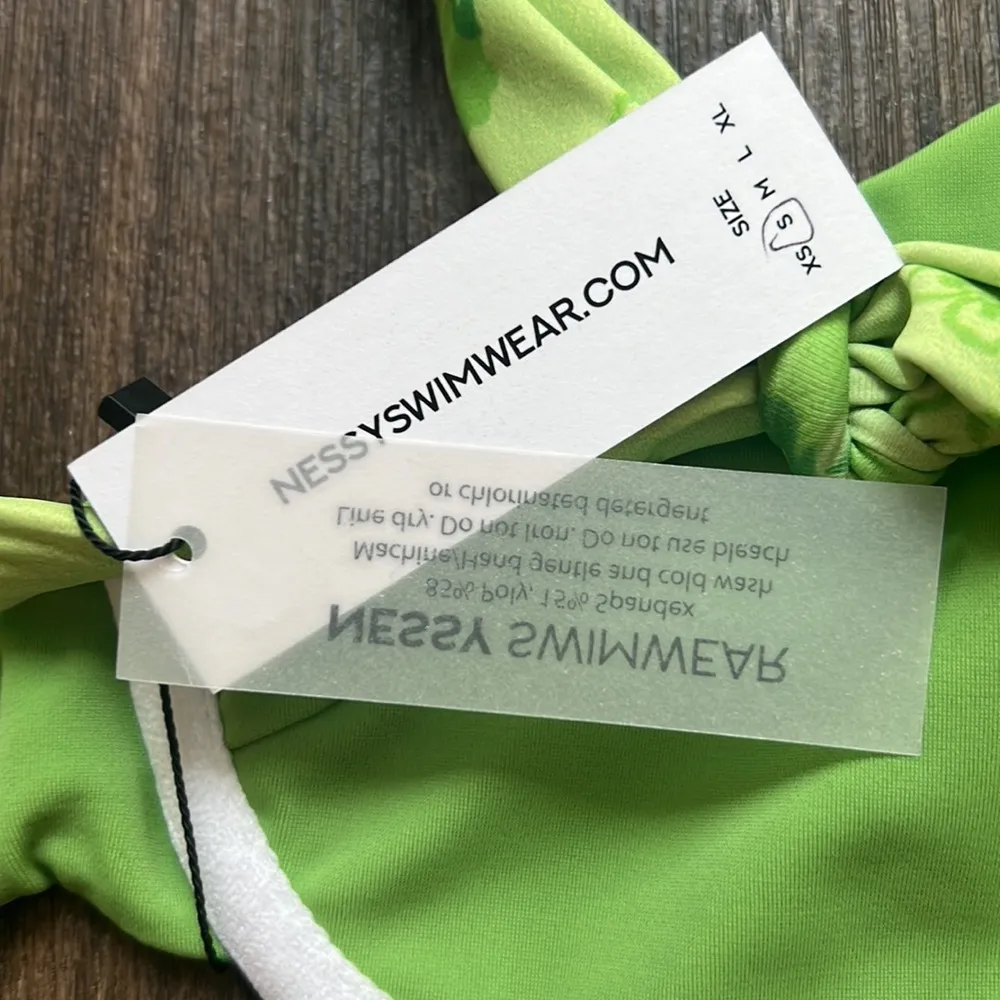 NESSYSWIMWEAR.COM
SIZE
XS S M L XL
NESSY SWIMWEAR
85% Poly, 15% Spandex
Machine/Hand gentle and cold wash
Line dry. Do not Iron. Do not use bleach
or chlorinated detergent